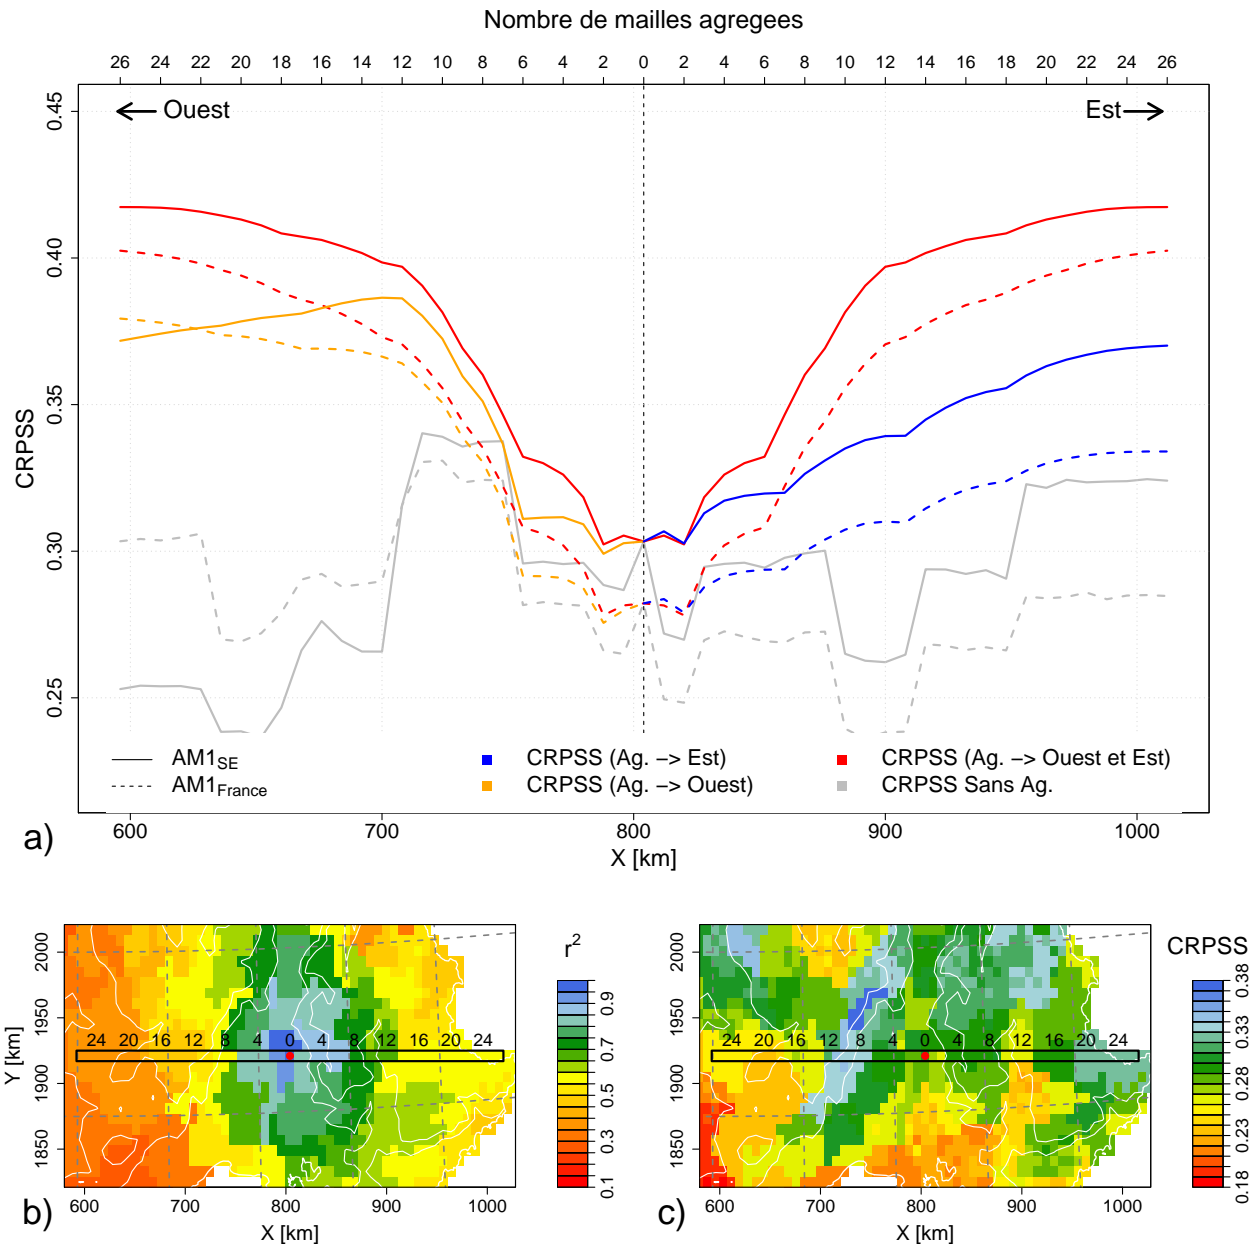 Nombre de mailles agregees
26 24 22 20 18 16 14 12 10 8 6 4 2 0 2 4 6 8 10 12 14 16 18 20 22 24 26
Ouest
Est
CRPSS
0.45
0.40
0.35
0.30
0.25
AM1SE
AM1France
CRPSS (Ag. −> Est)
CRPSS (Ag. −> Ouest)
CRPSS (Ag. −> Ouest et Est)
CRPSS Sans Ag.
600 700 800 900 1000
X [km]
a)
Y [km]
2000
1950
1900
1850
24 20 16 12 8 4 0 4 8 12 16 20 24
600 700 800 900 1000
X [km]
b)
r2
0.9
0.7
0.5
0.3
0.1
2000
1950
1900
1850
24 20 16 12 8 4 0 4 8 12 16 20 24
600 700 800 900 1000
X [km]
c)
CRPSS
0.38
0.33
0.28
0.23
0.18